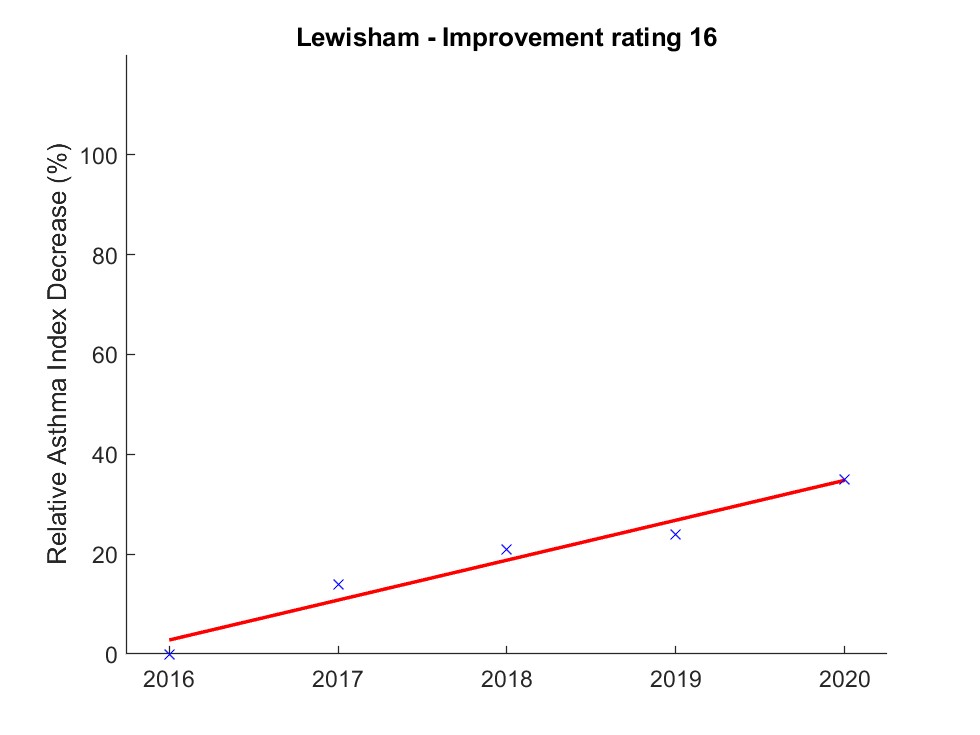 Lewisham - Improvement rating 16
Relative Asthma Index Decrease (%)
100
80
60
40
20
0
2016 2017 2018 2019 2020